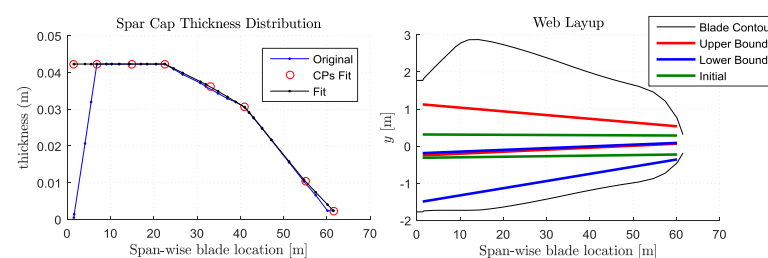 Spar Cap Thickness Distribution
0.05
0.04
0.03
0.02
0.01
0
thickness (m)
Original
CPs Fit
Fit
0 10 20 30 40 50 60 70
Span-wise blade location [m]
Web Layup
3
2
1
0
-1
-2
y [m]
Blade Contou
Upper Bound
Lower Bound
Initial
0 10 20 30 40 50 60 70
Span-wise blade location [m]